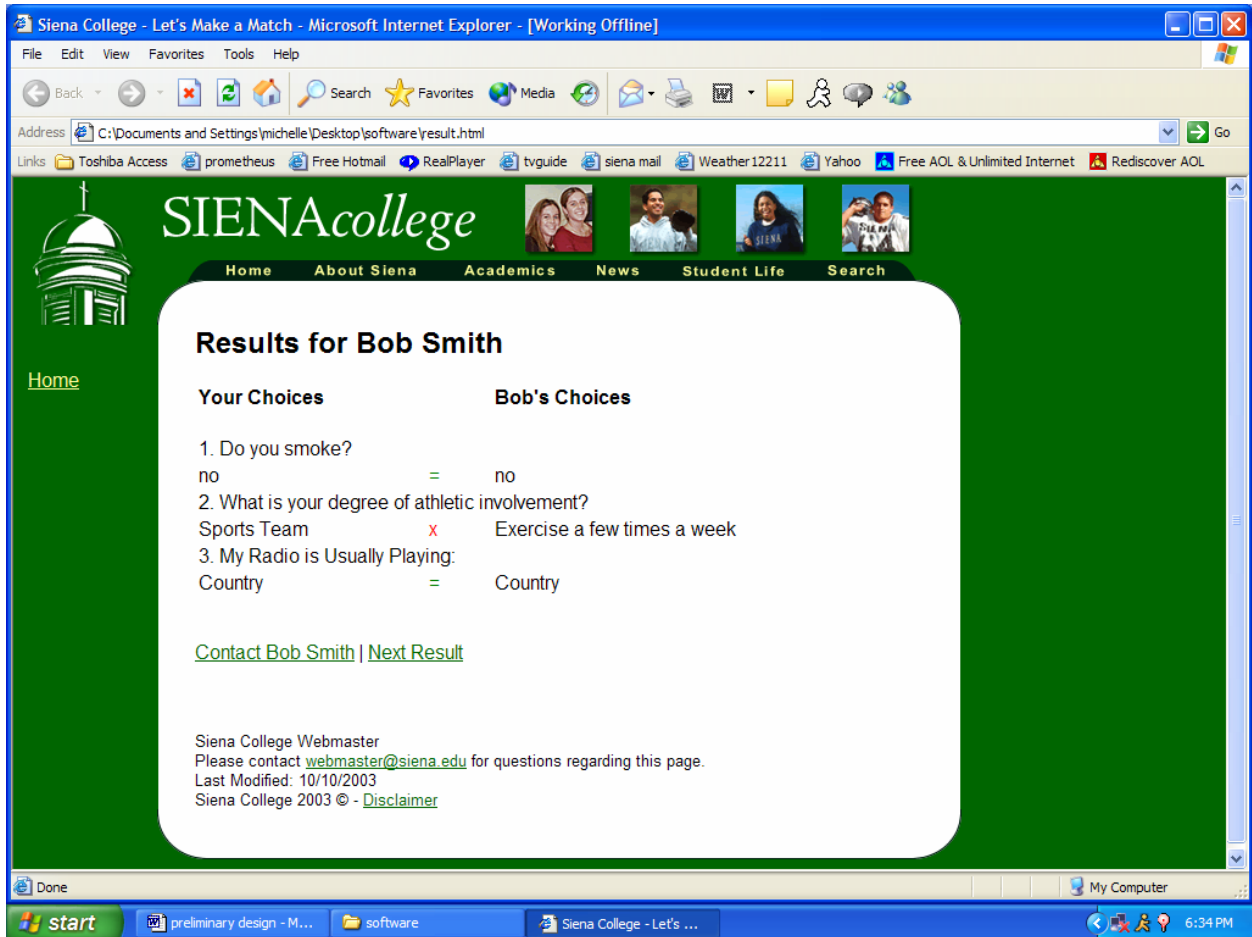 Siena College - Let's Make a Match - Microsoft Internet Explorer - [Working Offline]
File Edit View Favorites Tools Help
Back Search Favorites Media
Address C:\Documents and Settings\michelle\Desktop\software\result.html Go
Links Toshiba Access prometheus Free Hotmail RealPlayer tvguide siena mail Weather12211 Yahoo Free AOL & Unlimited Internet Rediscover AOL
SIENAcollege
Home About Siena Academics News Student Life Search
Results for Bob Smith
Home
Your Choices Bob's Choices
1. Do you smoke?
no = no
2. What is your degree of athletic involvement?
Sports Team x Exercise a few times a week
3. My Radio is Usually Playing:
Country = Country
Contact Bob Smith | Next Result
Siena College Webmaster
Please contact webmaster@siena.edu for questions regarding this page.
Last Modified: 10/10/2003
Siena College 2003 © - Disclaimer
Done My Computer
start preliminary design - M... software Siena College - Let's ... 6:34 PM